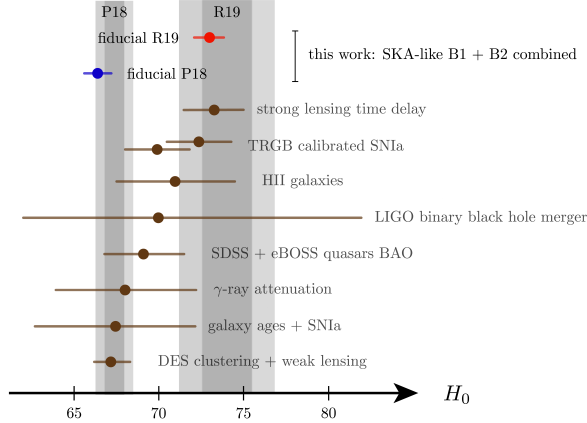 P18 R19
fiducial R19
this work: SKA-like B1 + B2 combined
fiducial P18
strong lensing time delay
TRGB calibrated SNIa
HII galaxies
LIGO binary black hole merger
SDSS + eBOSS quasars BAO
γ-ray attenuation
galaxy ages + SNIa
DES clustering + weak lensing
H₀
65 70 75 80